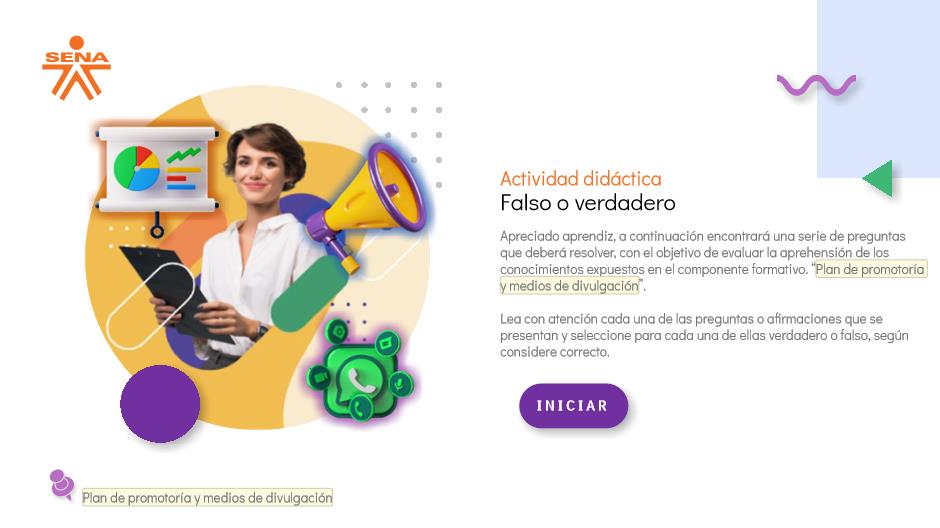 SENA
Actividad didáctica
Falso o verdadero
Apreciado aprendiz, a continuación encontrará una serie de preguntas
que deberá resolver, con el objetivo de evaluar la aprehensión de los
conocimientos expuestos en el componente formativo. “Plan de promotoría
y medios de divulgación”.
Lea con atención cada una de las preguntas o afirmaciones que se
presentan y seleccione para cada una de ellas verdadero o falso, según
considere correcto.
INICIAR
Plan de promotoría y medios de divulgación